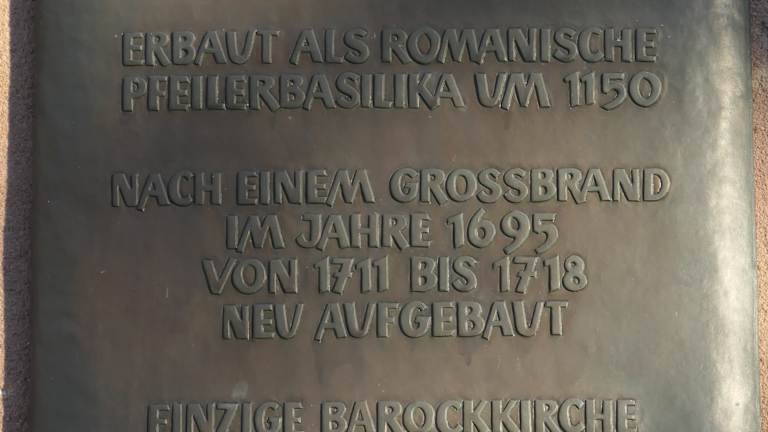 ERBAUT ALS ROMANISCHE
PFEILERBASILIKA UM 1150
NACH EINEM GROSSBRAND
IM JAHRE 1695
VON 1711 BIS 1718
NEU AUFGEBAUT
EINZIGE BAROCKKIRCHE